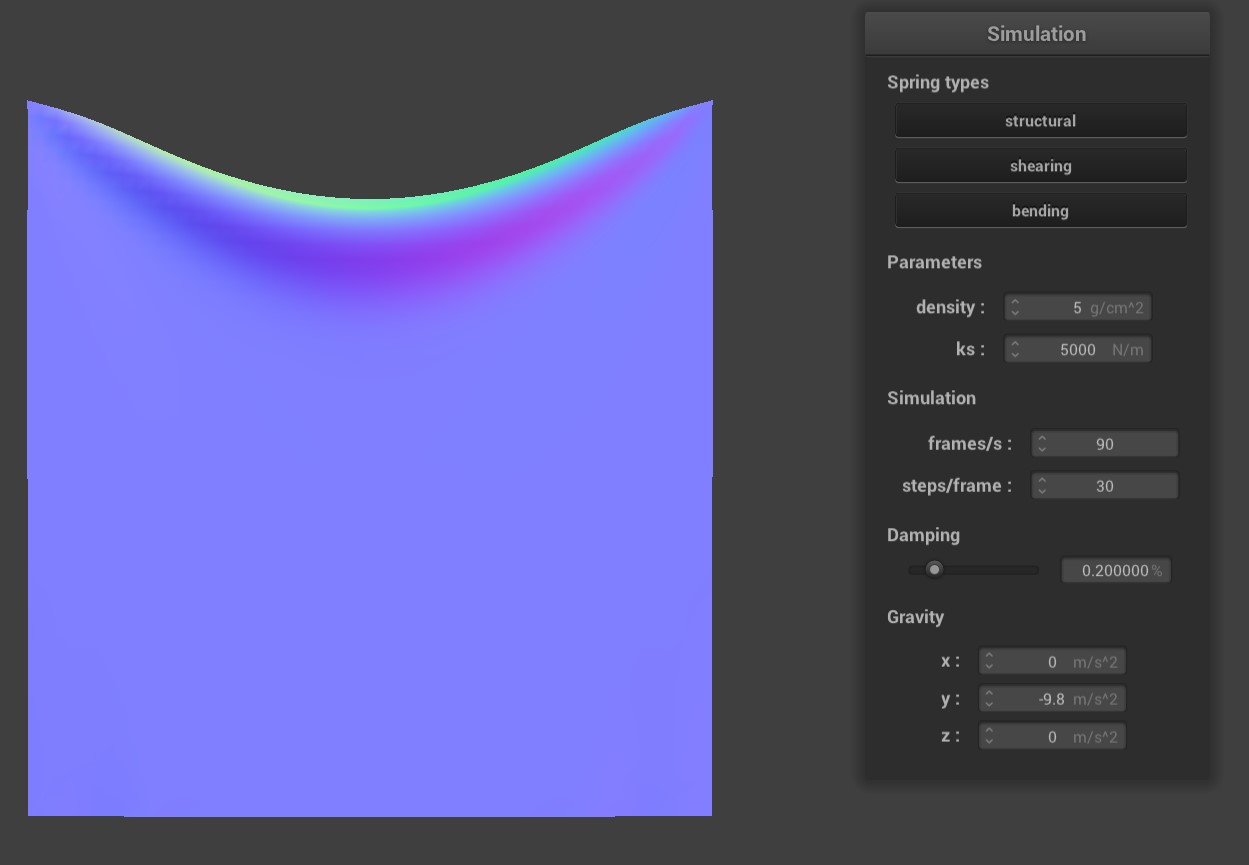 Simulation
Spring types
structural
shearing
bending
Parameters
density : 5 g/cm^2
ks : 5000 N/m
Simulation
frames/s : 90
steps/frame : 30
Damping
0.200000 %
Gravity
x : 0 m/s^2
y : -9.8 m/s^2
z : 0 m/s^2